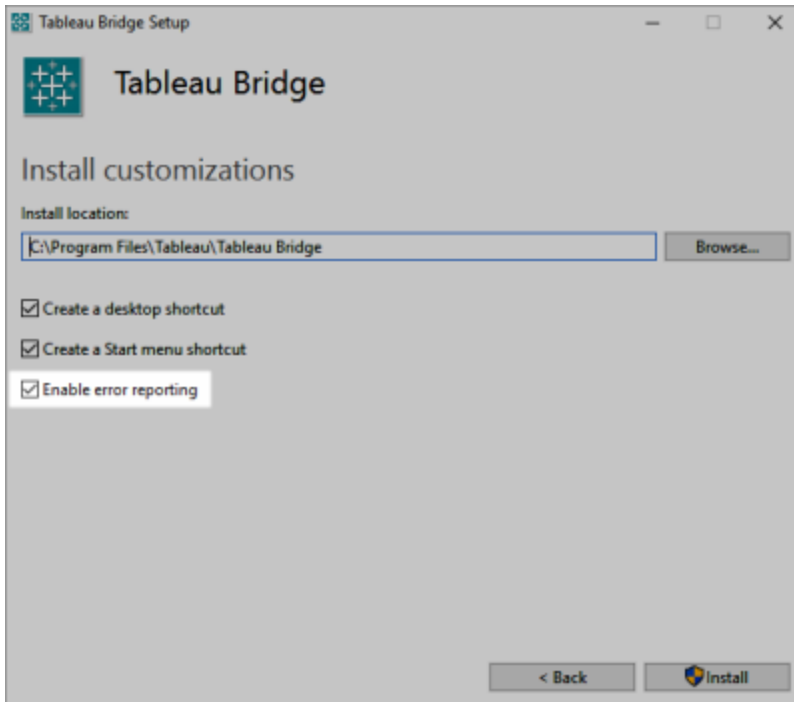 Tableau Bridge Setup
Tableau Bridge
Install customizations
Install location:
C:\Program Files\Tableau\Tableau Bridge
Browse...
Create a desktop shortcut
Create a Start menu shortcut
Enable error reporting
< Back
Install